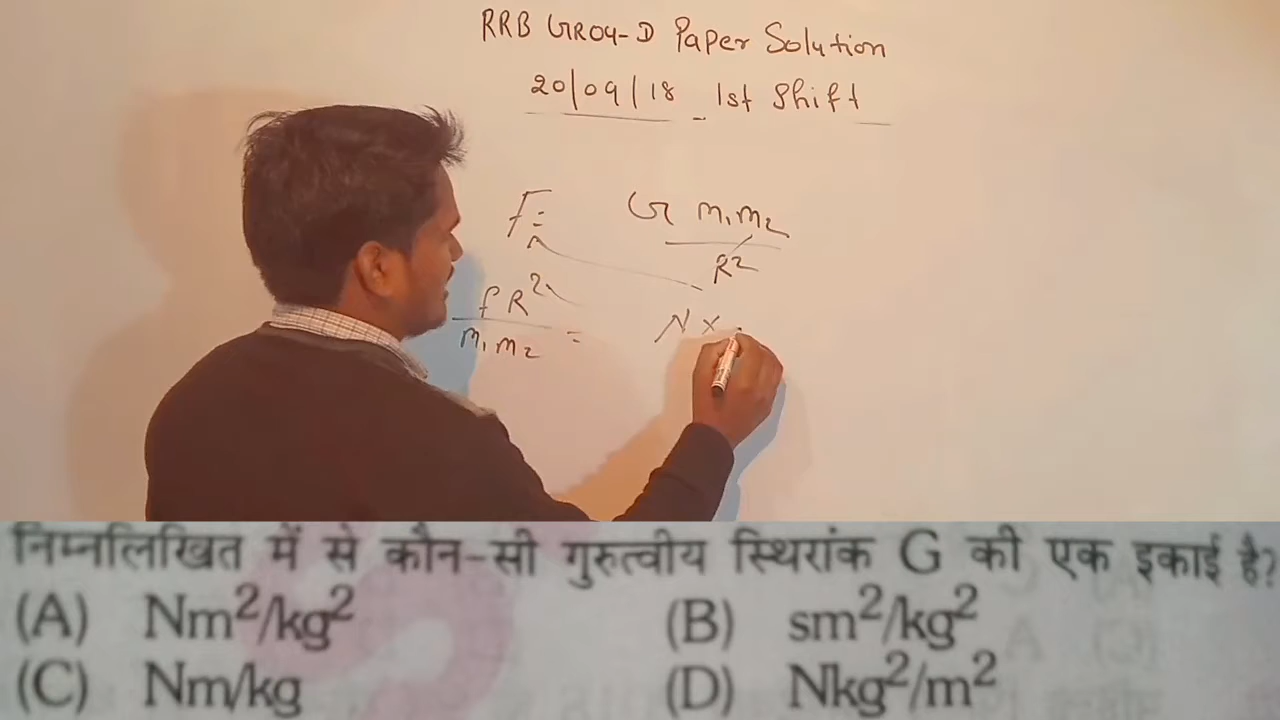 RRB GROU-D Paper Solution
20/09/18 1st Shift
F = G m₁m₂
R²
fR² = N x
m₁m₂
निम्नलिखित में से कौन-सी गुरुत्वीय स्थिरांक G की एक इकाई है?
(A) Nm²/kg² (B) sm²/kg²
(C) Nm/kg (D) Nkg²/m²